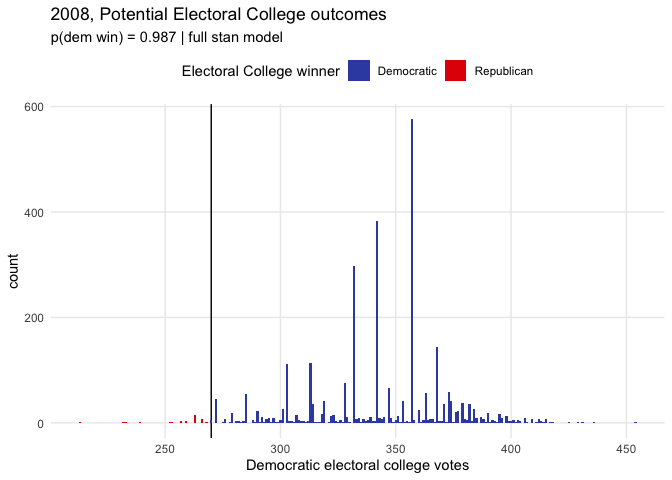 2008, Potential Electoral College outcomes
p(dem win) = 0.987 | full stan model
Electoral College winner Democratic Republican
600
400
200
0
count
250 300 350 400 450
Democratic electoral college votes